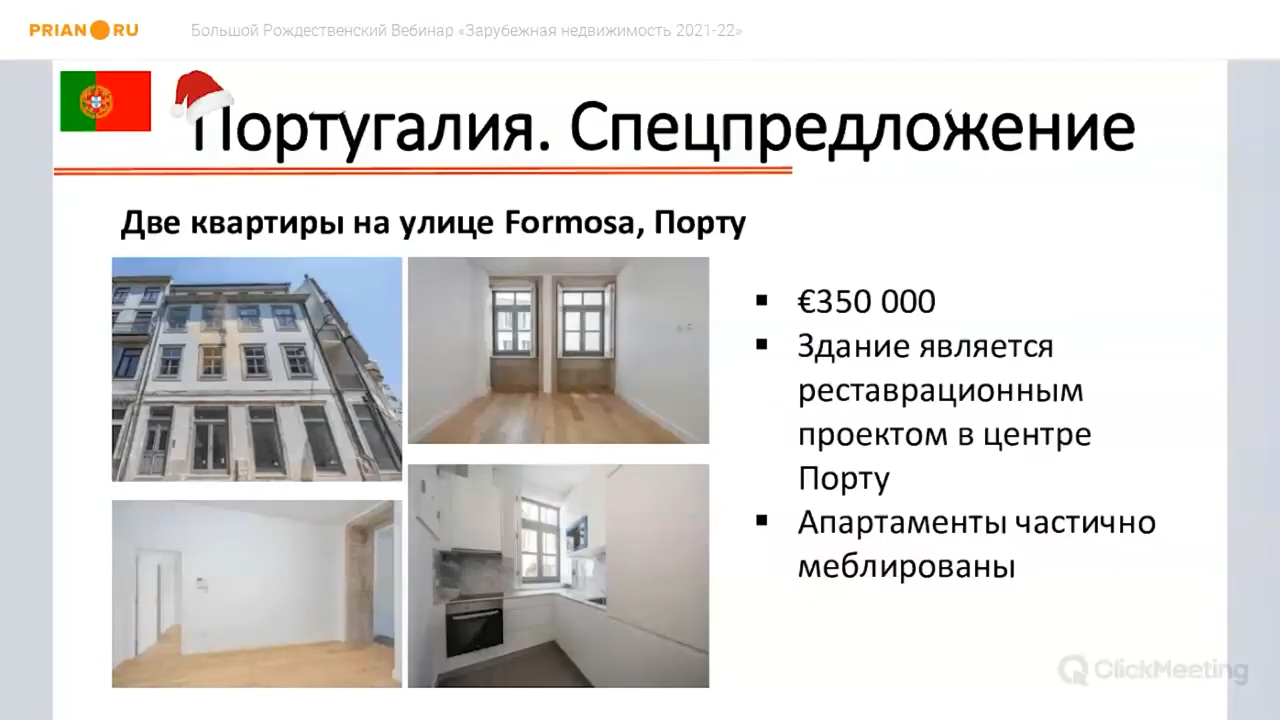 PRIAN RU
Большой Рождественский Вебинар «Зарубежная недвижимость 2021-22»
Португалия. Спецпредложение
Две квартиры на улице Formosa, Порту
▪ €350 000
▪ Здание является
реставрационным
проектом в центре
Порту
▪ Апартаменты частично
меблированы
ClickMeeting